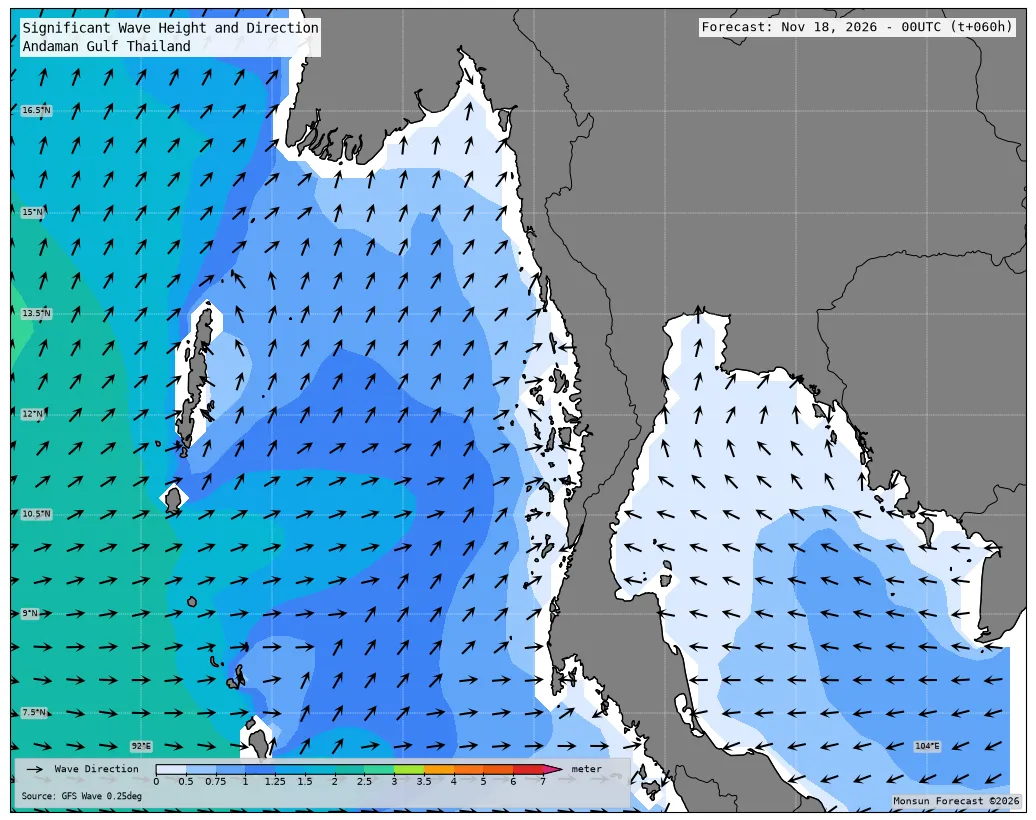 Significant Wave Height and Direction
Andaman Gulf Thailand
Forecast: Nov 18, 2026 - 00UTC (t+060h)
16.5°N
15°N
13.5°N
12°N
10.5°N
9°N
7.5°N
92°E
104°E
Wave Direction
meter
0.5 0.75 1 1.25 1.5 2 2.5 3 3.5 4 5 6 7
Source: GFS Wave 0.25deg
Monsun Forecast ©2026